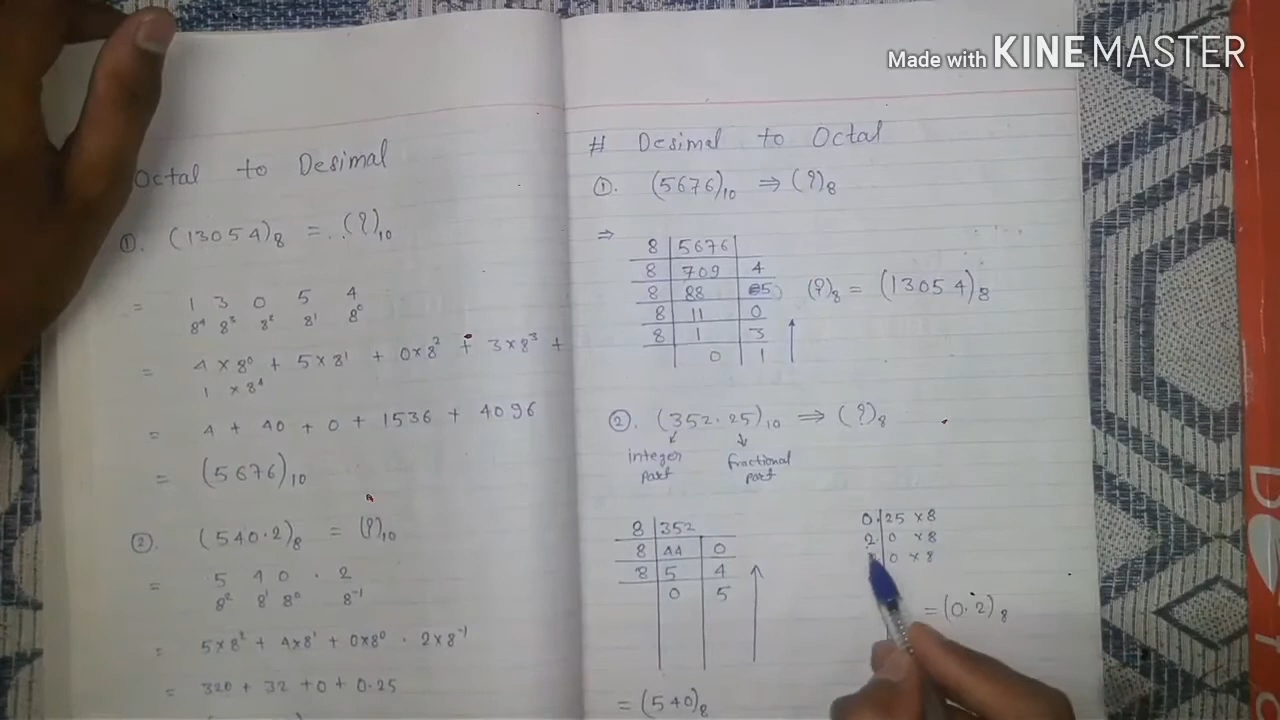 Made with KINEMASTER
Octal to Desimal
①. (13054)8 = ..(?)10
= 1 3 0 5 4
8⁴ 8³ 8² 8¹ 8⁰
= 4 × 8⁰ + 5 × 8¹ + 0×8² + 3×8³ +
1 × 8⁴
= 4 + 40 + 0 + 1536 + 4096
= (5676)10
②. (540.2)8 = (?)10
= 5 4 0 . 2
8² 8¹ 8⁰ 8⁻¹
= 5×8² + 4×8¹ + 0×8⁰ . 2×8⁻¹
= 320 + 32 + 0 + 0.25
# Desimal to Octal
①. (5676)10 ⇒ (?)8
⇒
8 5676
8 709 4
8 88 5
8 11 0
8 1 3
0 1
(?)8 = (13054)8
②. (352.25)10 ⇒ (?)8
integer part
fractional part
8 352
8 44 0
8 5 4
0 5
= (540)8
0.25 ×8
2 0 ×8
0 ×8
= (0.2)8